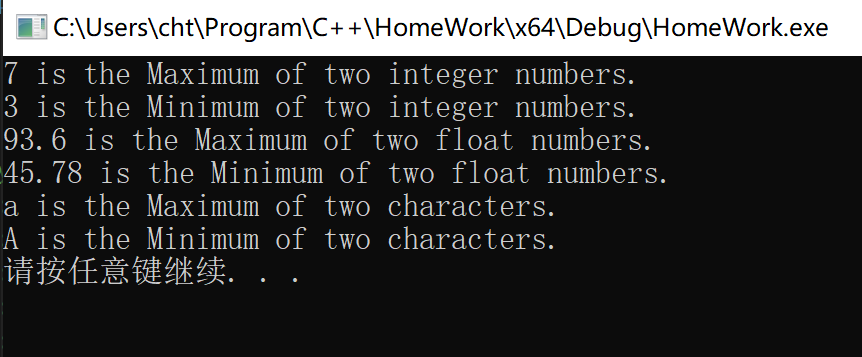 C:\Users\cht\Program\C++\HomeWork\x64\Debug\HomeWork.exe
7 is the Maximum of two integer numbers.
3 is the Minimum of two integer numbers.
93.6 is the Maximum of two float numbers.
45.78 is the Minimum of two float numbers.
a is the Maximum of two characters.
A is the Minimum of two characters.
请按任意键继续. . .